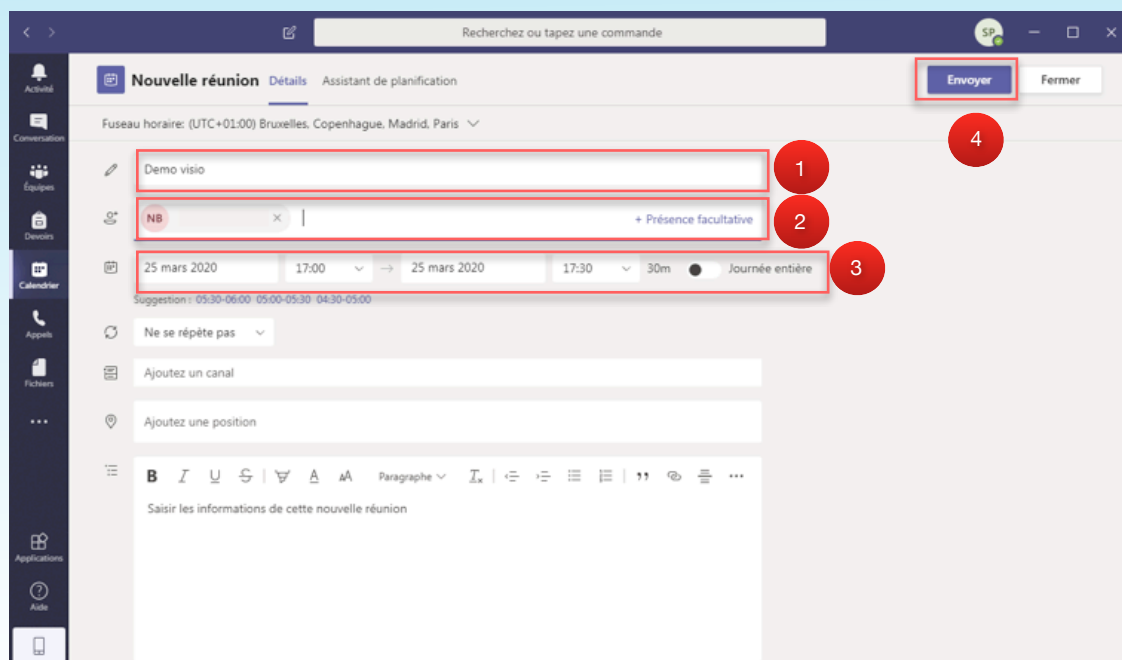 Recherchez ou tapez une commande
SP
Activité
Nouvelle réunion Détails Assistant de planification
Envoyer
Fermer
4
Conversation
Fuseau horaire: (UTC+01:00) Bruxelles, Copenhague, Madrid, Paris
Demo visio
1
Équipes
NB
+ Présence facultative
2
Devoirs
25 mars 2020 17:00 → 25 mars 2020 17:30 30m Journée entière
3
Calendrier
Suggestion : 05:30-06:00 05:00-05:30 04:30-05:00
Appels
Ne se répète pas
Fichiers
Ajoutez un canal
Ajoutez une position
B I U S A AA Paragraphe
Saisir les informations de cette nouvelle réunion
Applications
Aide